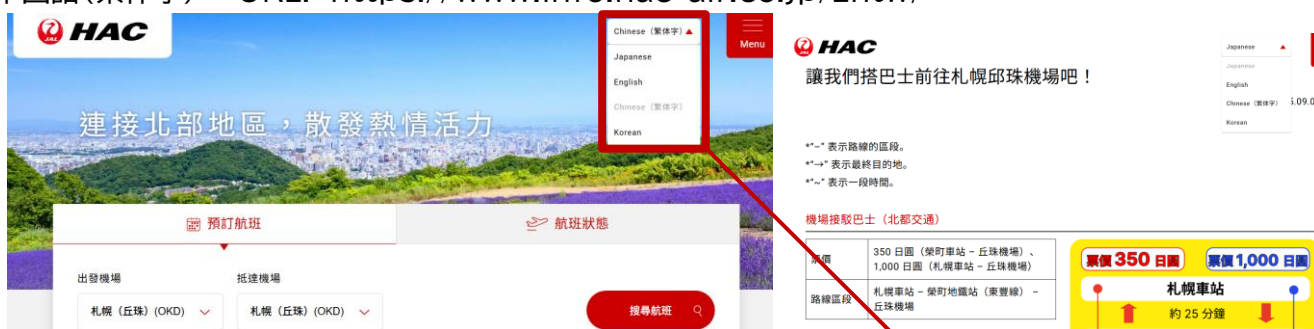 HAC
Chinese (繁体字) ▲
Menu
Japanese
English
Chinese (繁体字)
Korean
連接北部地區，散發熱情活力
預訂航班
航班狀態
出發機場
抵達機場
札幌（丘珠）(OKD)
札幌（丘珠）(OKD)
搜尋航班
HAC
Japanese ▲
Japanese
English
Chinese (繁体字)
Korean
讓我們搭巴士前往札幌邱珠機場吧！
*"–" 表示路線的區段。
*"→" 表示最終目的地。
*"~" 表示一段時間。
機場接駁巴士（北都交通）
350 日圓（榮町車站 – 丘珠機場）、
1,000 日圓（札幌車站 – 丘珠機場）
路線區段
札幌車站 – 榮町地鐵站（東豐線） –
丘珠機場
票價 350 日圓
票價 1,000 日圓
札幌車站
約 25 分鐘